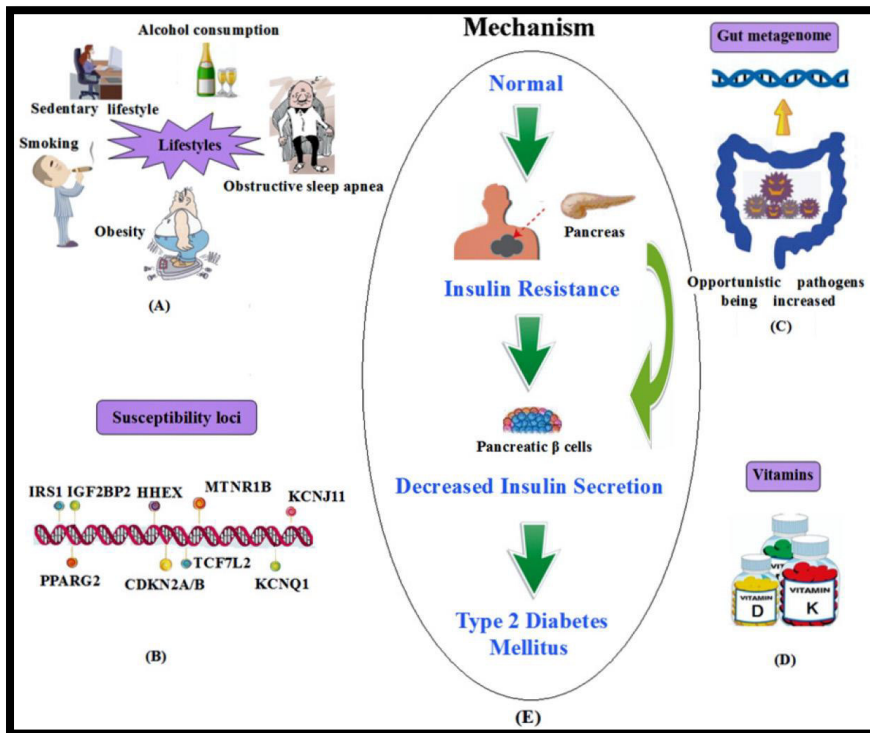 Alcohol consumption
Sedentary lifestyle
Smoking
Lifestyles
Obstructive sleep apnea
Obesity
(A)
Susceptibility loci
IRS1 IGF2BP2 HHEX MTNR1B KCNJ11
PPARG2 CDKN2A/B TCF7L2 KCNQ1
(B)
Mechanism
Normal
Pancreas
Insulin Resistance
Pancreatic β cells
Decreased Insulin Secretion
Type 2 Diabetes
Mellitus
(E)
Gut metagenome
Opportunistic pathogens
being increased
(C)
Vitamins
VITAMIN
D
VITAMIN
K
(D)